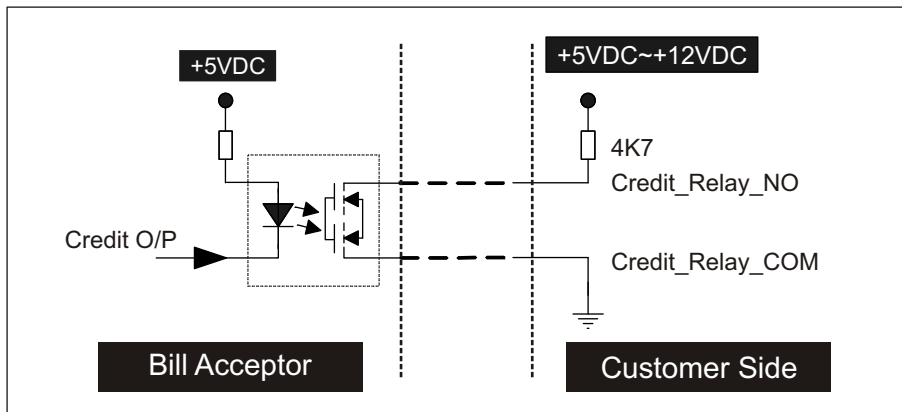 +5VDC
+5VDC~+12VDC
4K7
Credit_Relay_NO
Credit O/P
Credit_Relay_COM
Bill Acceptor
Customer Side